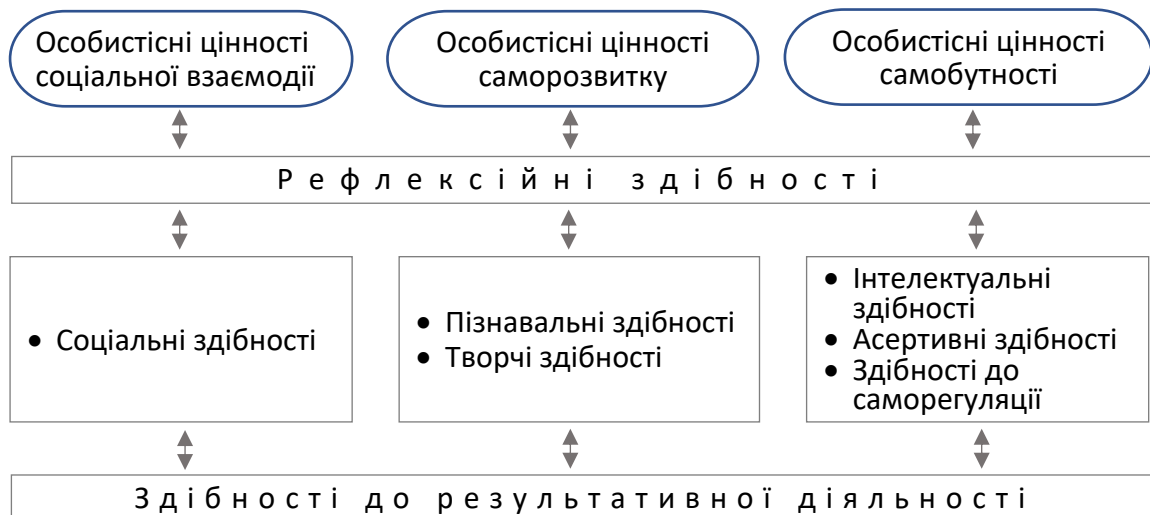 Особистісні цінності
соціальної взаємодії
Особистісні цінності
саморозвитку
Особистісні цінності
самобутності
Рефлексійні здібності
• Соціальні здібності
• Пізнавальні здібності
• Творчі здібності
• Інтелектуальні
здібності
• Асертивні здібності
• Здібності до
саморегуляції
Здібності до результативної діяльності